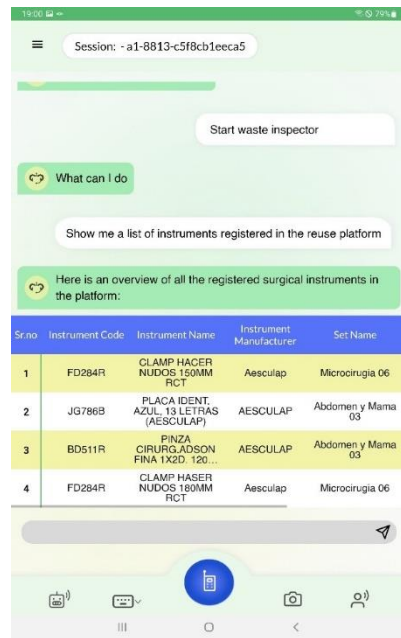 19:00
79%
Session: - a1-8813-c5f8cb1eeca5
Start waste inspector
What can I do
Show me a list of instruments registered in the reuse platform
Here is an overview of all the registered surgical instruments in
the platform:
Sr.no Instrument Code Instrument Name Instrument Manufacturer Set Name
1 FD284R CLAMP HACER NUDOS 150MM RCT Aesculap Microcirugia 06
2 JG786B PLACA IDENT. AZUL, 13 LETRAS (AESCULAP) AESCULAP Abdomen y Mama 03
3 BD511R PINZA CIRURG.ADSON FINA 1X2D. 120... AESCULAP Abdomen y Mama 03
4 FD284R CLAMP HASER NUDOS 180MM RCT Aesculap Microcirugia 06